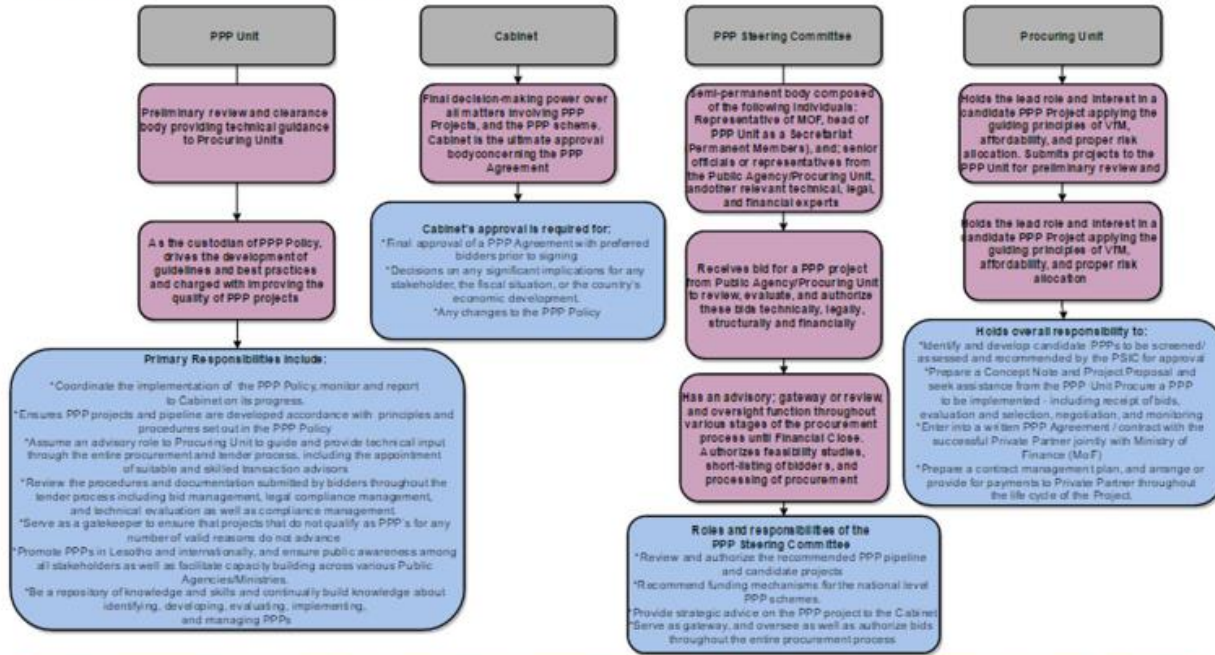 PPP Unit
Preliminary review and clearance
body providing technical guidance
to Procuring Units
As the custodian of PPP Policy,
drives the development of
guidelines and best practices
and charged with improving the
quality of PPP projects
Primary Responsibilities include:
*Coordinate the implementation of the PPP Policy, monitor and report
to Cabinet on its progress.
*Ensures PPP projects and pipeline are developed accordance with principles and
procedures set out in the PPP Policy
*Assume an advisory role to Procuring Unit to guide and provide technical input
through the entire procurement and tender process, including the appointment
of suitable and skilled transaction advisors
*Review the procedures and documentation submitted by bidders throughout the
tender process including bid management, legal compliance management,
and technical evaluation as well as compliance management
*Serve as a gatekeeper to ensure that projects that do not qualify as PPP's for any
number of valid reasons do not advance
*Promote PPPs in Lesotho and internationally, and ensure public awareness among
all stakeholders as well as facilitate capacity building across various Public
Agencies/Ministries.
*Be a repository of knowledge and skills and continually build knowledge about
identifying, developing, evaluating, implementing,
and managing PPPs
Cabinet
Final decision-making power over
all matters involving PPP
Projects, and the PPP scheme.
Cabinet is the ultimate approval
body concerning the PPP
Agreement
Cabinet's approval is required for:
*Final approval of a PPP Agreement with preferred
bidders prior to signing
*Decisions on any significant implications for any
stakeholder, the fiscal situation, or the country's
economic development.
*Any changes to the PPP Policy
PPP Steering Committee
Semi-permanent body composed
of the following individuals:
Representative of MOF, head of
PPP Unit as a Secretariat
Permanent Members), and; senior
officials or representatives from
the Public Agency/Procuring Unit,
andother relevant technical, legal,
and financial experts
Receives bid for a PPP project
from Public Agency/Procuring Unit
to review, evaluate, and authorize
these bids technically, legally,
structurally and financially
Has an advisory; gateway or review,
and oversight function throughout
various stages of the procurement
process until Financial Close.
Authorizes feasibility studies,
short-listing of bidders, and
processing of procurement
Roles and responsibilities of the
PPP Steering Committee
*Review and authorize the recommended PPP pipeline
and candidate projects
*Recommend funding mechanisms for the national level
PPP schemes.
*Provide strategic advice on the PPP project to the Cabinet
*Serve as gateway, and oversee as well as authorize bids
throughout the entire procurement process
Procuring Unit
Holds the lead role and interest in a
candidate PPP Project applying the
guiding principles of VfM,
affordability, and proper risk
allocation. Submits projects to the
PPP Unit for preliminary review and
Holds the lead role and interest in a
candidate PPP Project applying the
guiding principles of VfM,
affordability, and proper risk
allocation
Holds overall responsibility to:
*Identify and develop candidate PPPs to be screened/
assessed and recommended by the PSIC for approval
*Prepare a Concept Note and Project Proposal and
seek assistance from the PPP Unit Procure a PPP
to be implemented - including receipt of bids,
evaluation and selection, negotiation, and monitoring
*Enter into a written PPP Agreement / contract with the
successful Private Partner jointly with Ministry of
Finance (MoF)
*Prepare a contract management plan, and arrange or
provide for payments to Private Partner throughout
the life cycle of the Project.